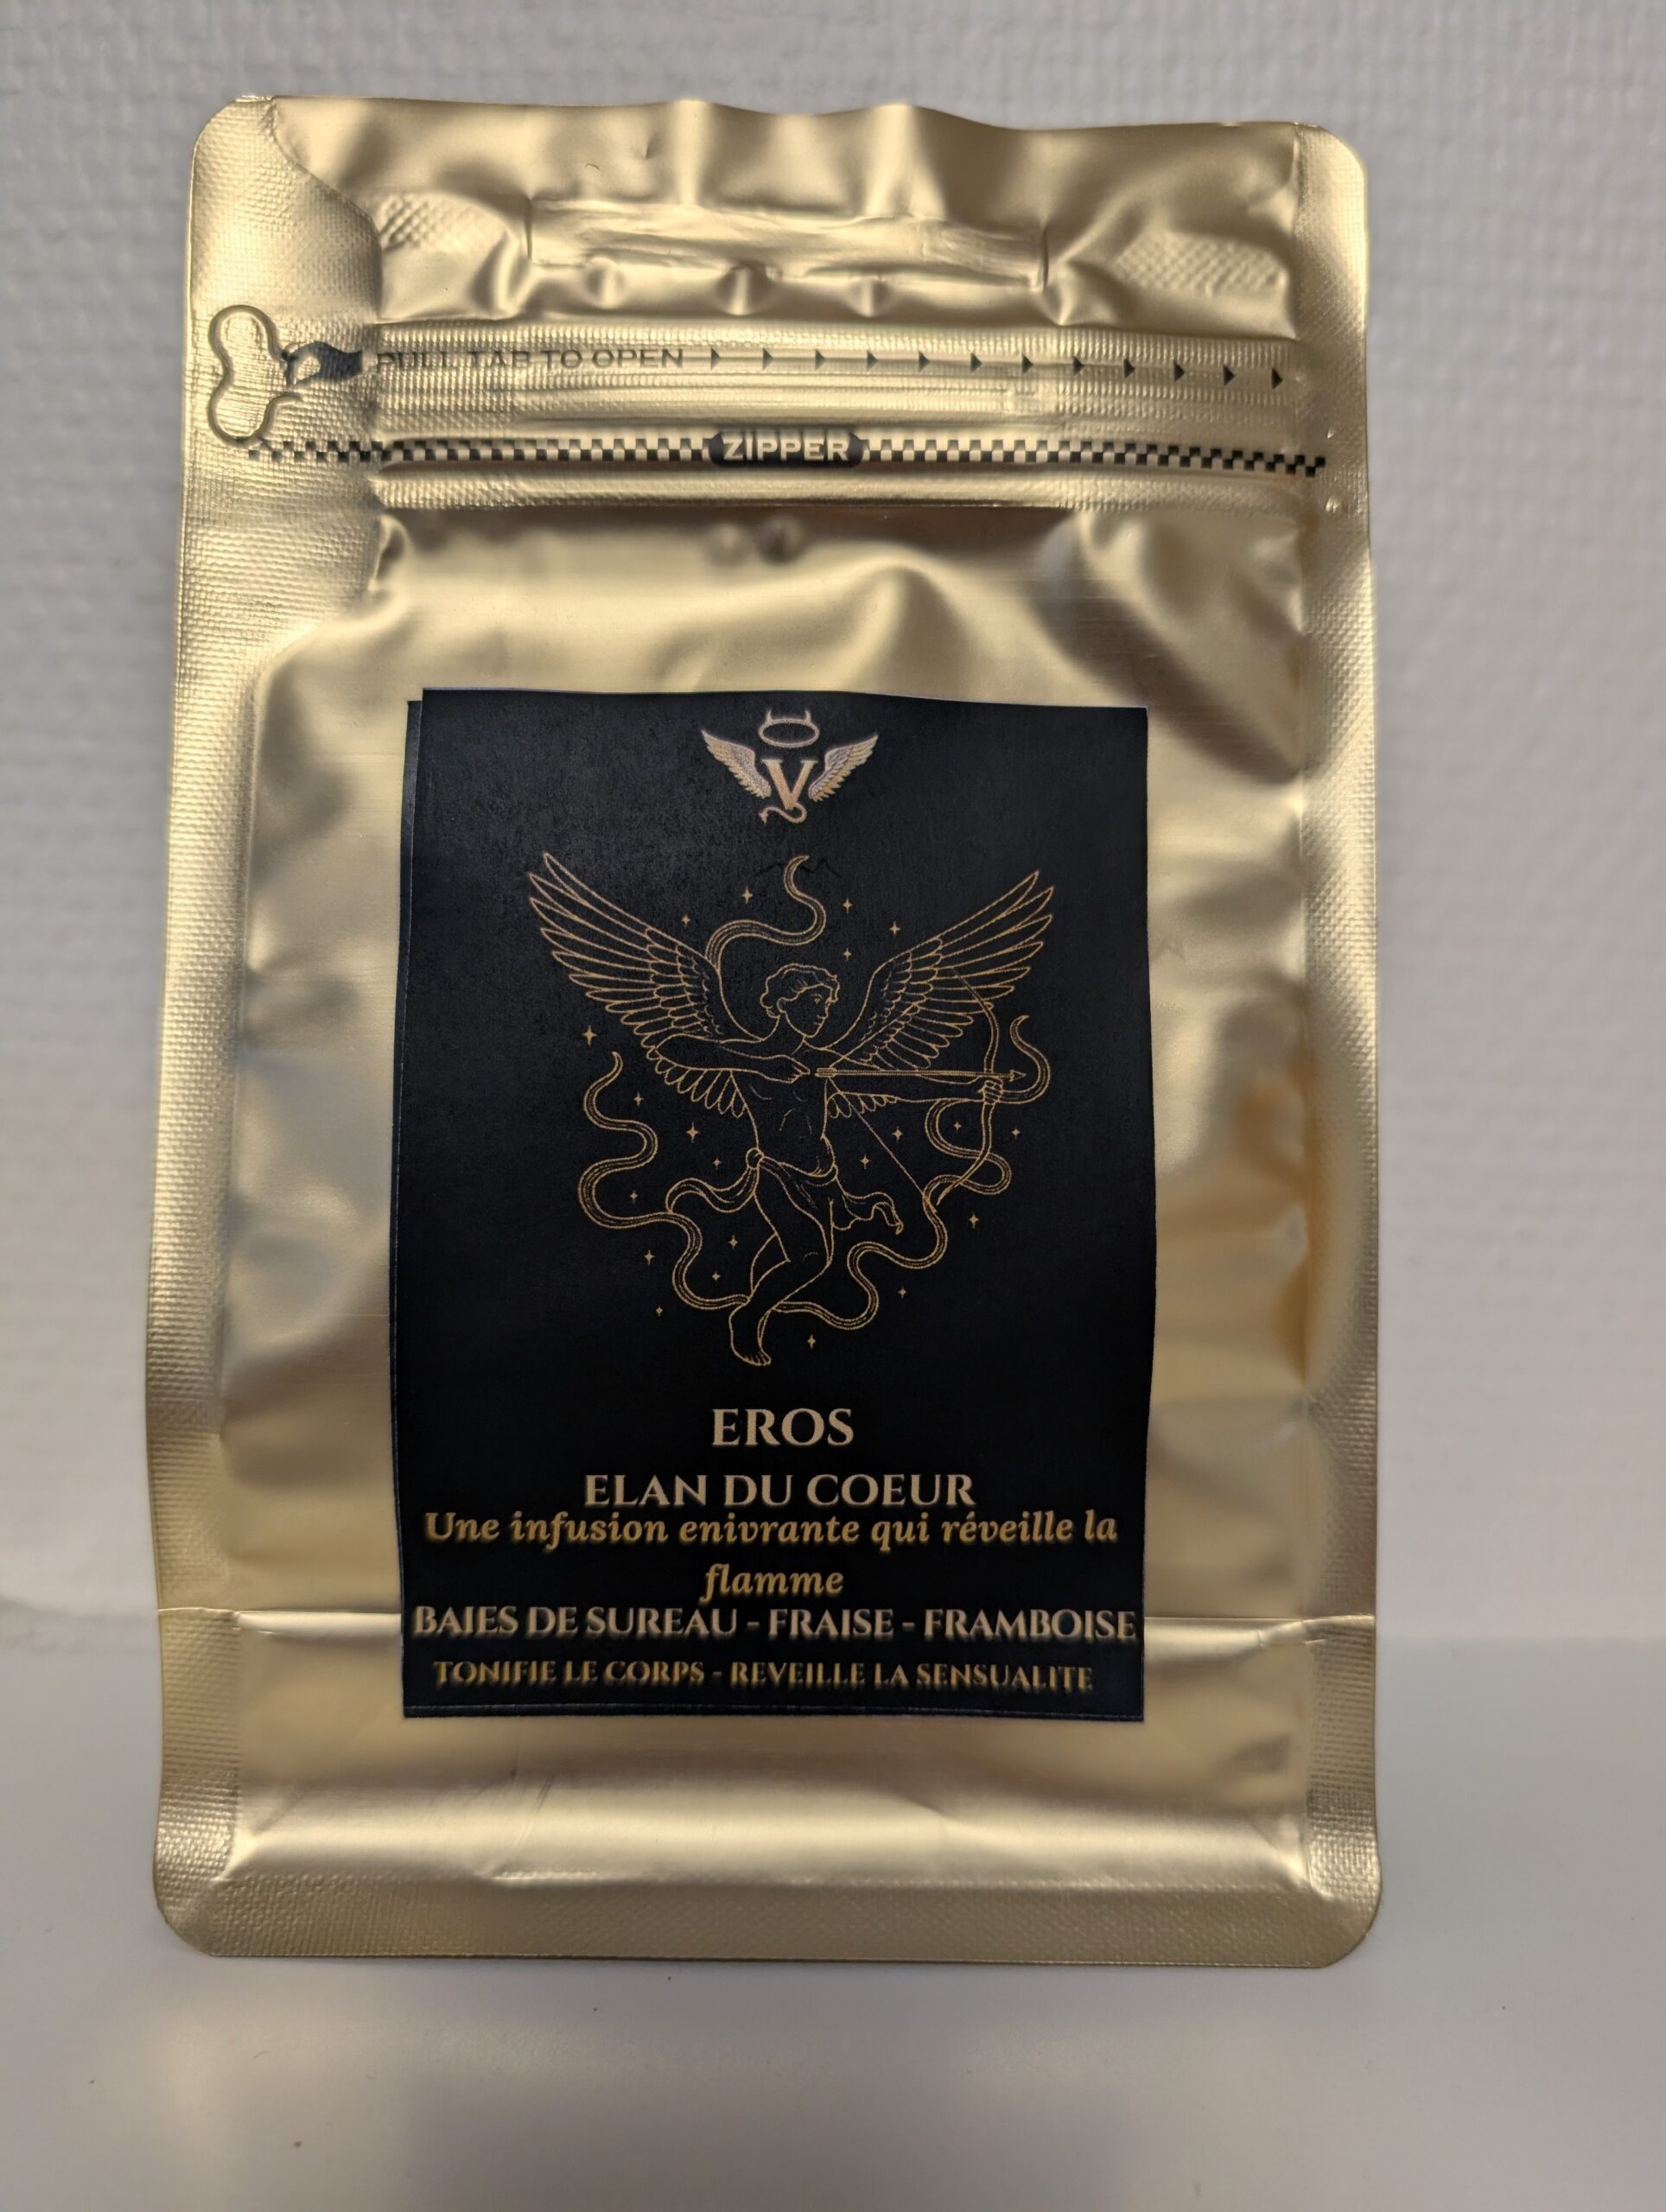 PULL TAB TO OPEN
ZIPPER
V
EROS
ELAN DU COEUR
Une infusion enivrante qui réveille la
flamme
BAIES DE SUREAU - FRAISE - FRAMBOISE
TONIFIE LE CORPS - REVEILLE LA SENSUALITE